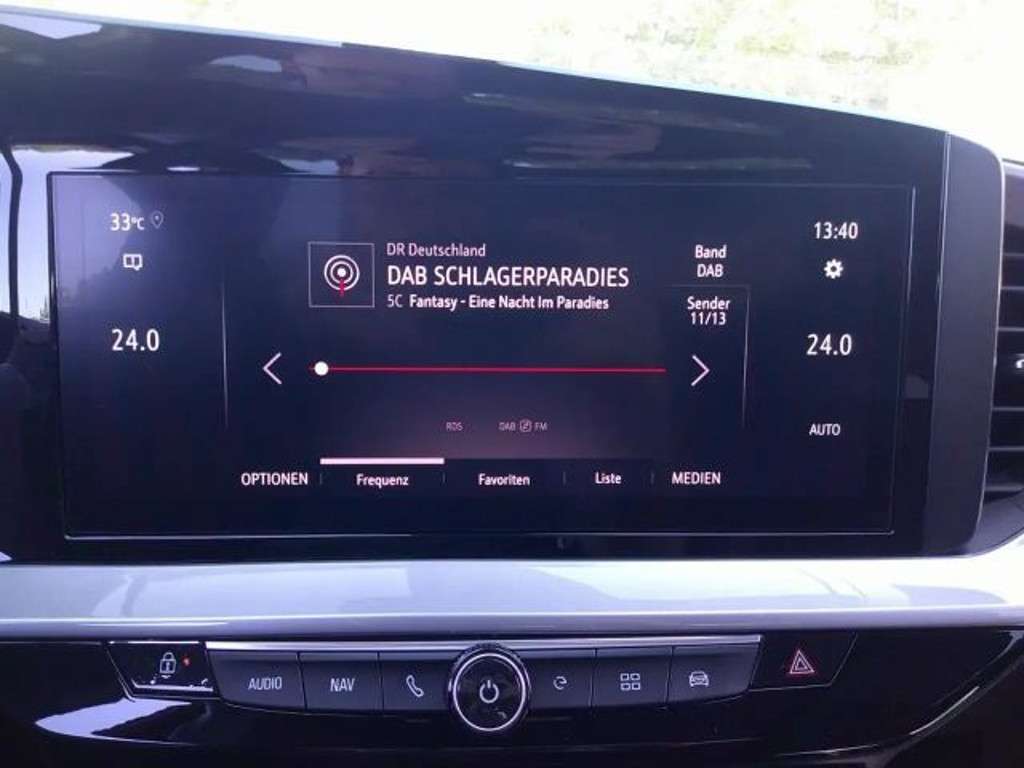 33°C
13:40
DR Deutschland
DAB SCHLAGERPARADIES
5C Fantasy - Eine Nacht Im Paradies
Band
DAB
Sender
11/13
24.0
24.0
RDS DAB FM
AUTO
OPTIONEN Frequenz Favoriten Liste MEDIEN
AUDIO NAV